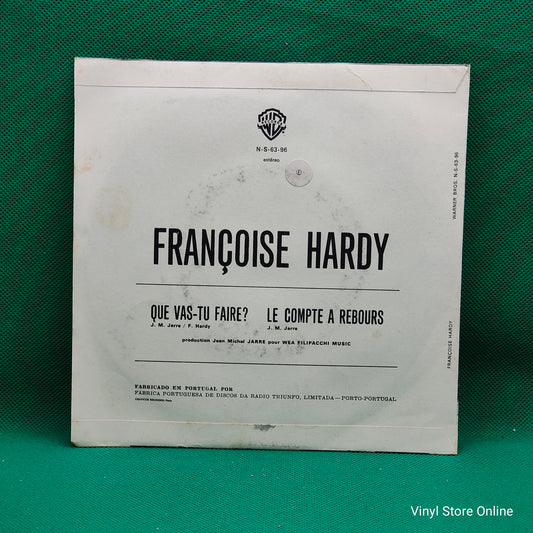 N-S-63-96
estéreo
FRANÇOISE HARDY
QUE VAS-TU FAIRE?
J. M. Jarre / F. Hardy
LE COMPTE A REBOURS
J. M. Jarre
production Jean Michel JARRE pour WEA FILIPACCHI MUSIC
FABRICADO EM PORTUGAL POR
FÁBRICA PORTUGUESA DE DISCOS DA RADIO TRIUNFO, LIMITADA — PORTO-PORTUGAL
WARNER BROS. N-S-63-96
FRANÇOISE HARDY
Vinyl Store Online